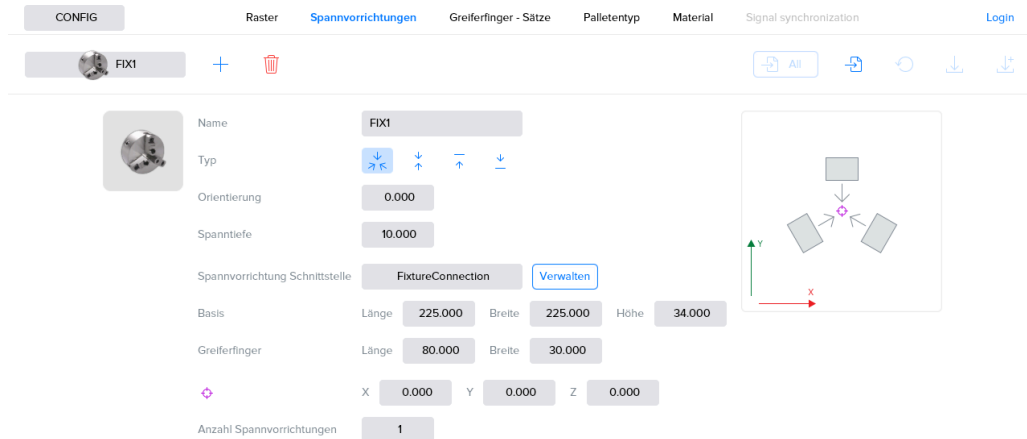 CONFIG Raster Spannvorrichtungen Greiferfinger - Sätze Palletentyp Material Signal synchronization Login
FIX1 All
Name FIX1
Typ
Orientierung 0.000
Spanntiefe 10.000
Spannvorrichtung Schnittstelle FixtureConnection Verwalten
Basis Länge 225.000 Breite 225.000 Höhe 34.000
Greiferfinger Länge 80.000 Breite 30.000
X 0.000 Y 0.000 Z 0.000
Anzahl Spannvorrichtungen 1
Y
X